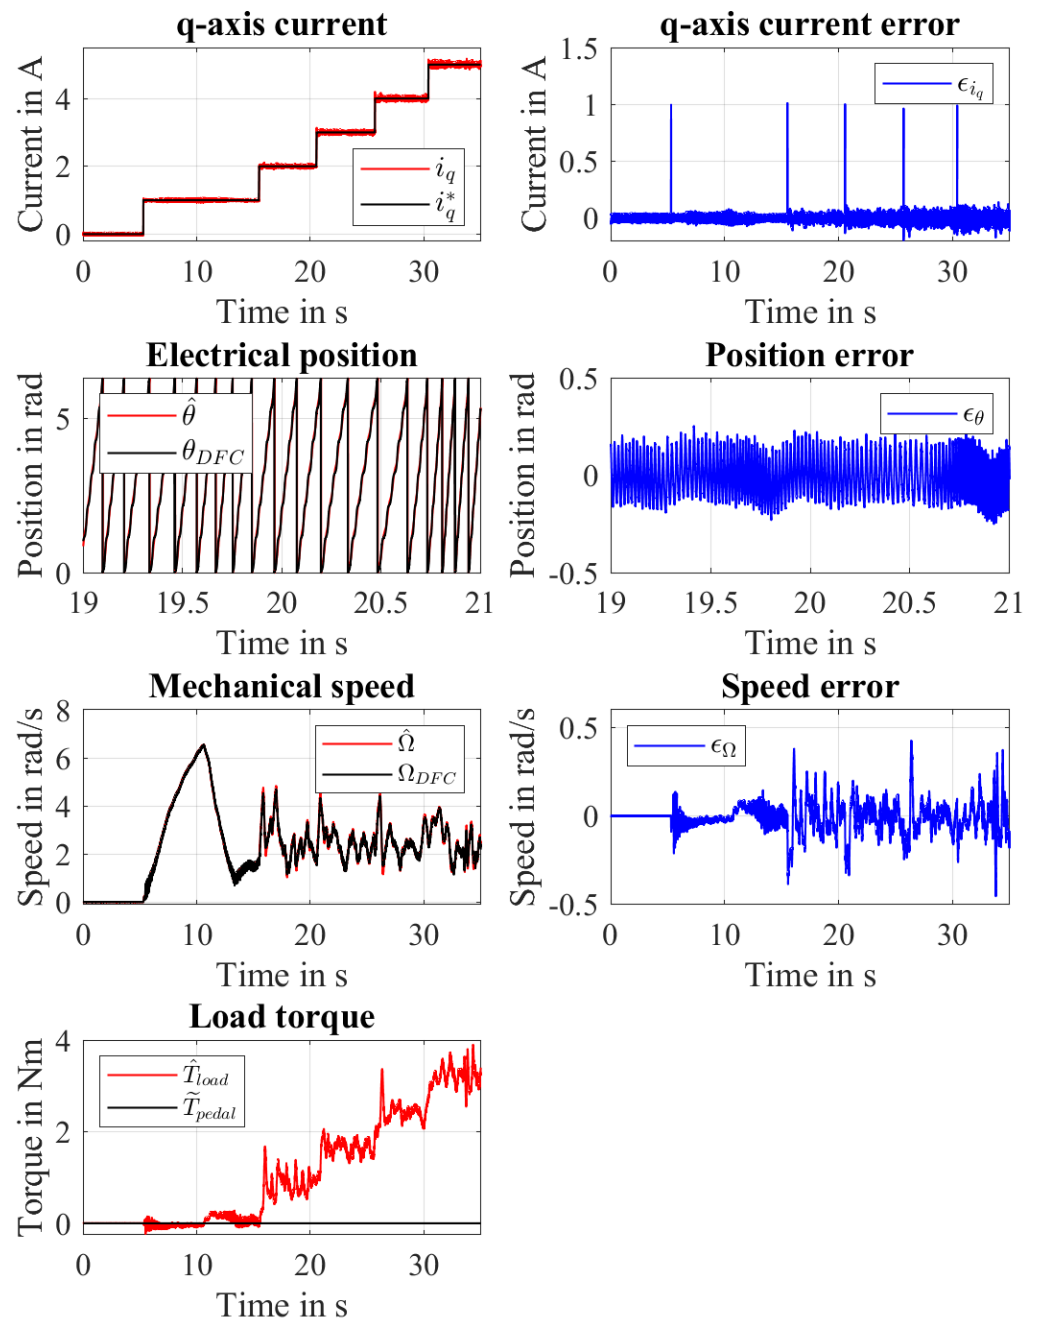 q-axis current
Current in A
4
2
0
i_q
i_q^*
0 10 20 30
Time in s
q-axis current error
Current in A
1.5
1
0.5
0
ϵ_{i_q}
0 10 20 30
Time in s
Electrical position
Position in rad
5
0
θ̂
θ_{DFC}
19 19.5 20 20.5 21
Time in s
Position error
Position in rad
0.5
0
-0.5
ϵ_θ
19 19.5 20 20.5 21
Time in s
Mechanical speed
Speed in rad/s
8
6
4
2
0
Ω̂
Ω_{DFC}
0 10 20 30
Time in s
Speed error
Speed in rad/s
0.5
0
-0.5
ϵ_Ω
0 10 20 30
Time in s
Load torque
Torque in Nm
4
2
0
T̂_{load}
T̃_{pedal}
0 10 20 30
Time in s